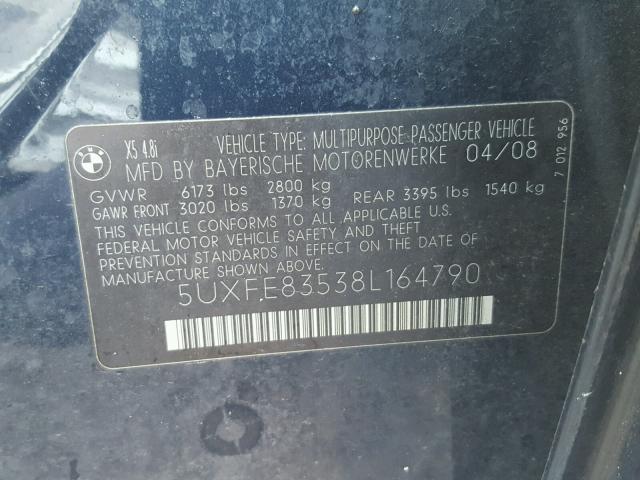 BMW
X5 4.8i VEHICLE TYPE: MULTIPURPOSE PASSENGER VEHICLE
MFD BY BAYERISCHE MOTORENWERKE 04/08
GVWR 6173 lbs 2800 kg
GAWR FRONT 3020 lbs 1370 kg REAR 3395 lbs 1540 kg
THIS VEHICLE CONFORMS TO ALL APPLICABLE
FEDERAL MOTOR VEHICLE SAFETY AND THEFT
PREVENTION STANDARDS IN EFFECT ON THE DATE OF
MANUFACTURE SHOWN ABOVE.
5UXFE83538L164790
7 012 956